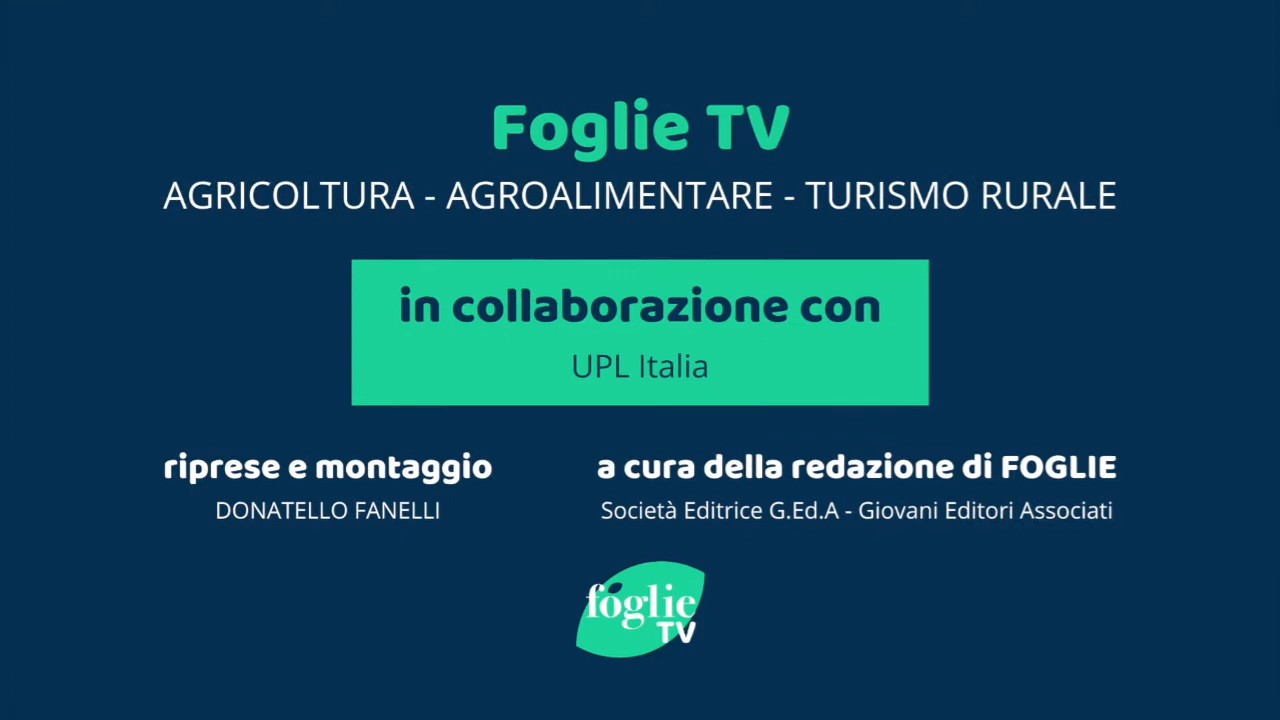 Foglie TV
AGRICOLTURA - AGROALIMENTARE - TURISMO RURALE
in collaborazione con
UPL Italia
riprese e montaggio
DONATELLO FANELLI
a cura della redazione di FOGLIE
Società Editrice G.Ed.A - Giovani Editori Associati
foglie
TV